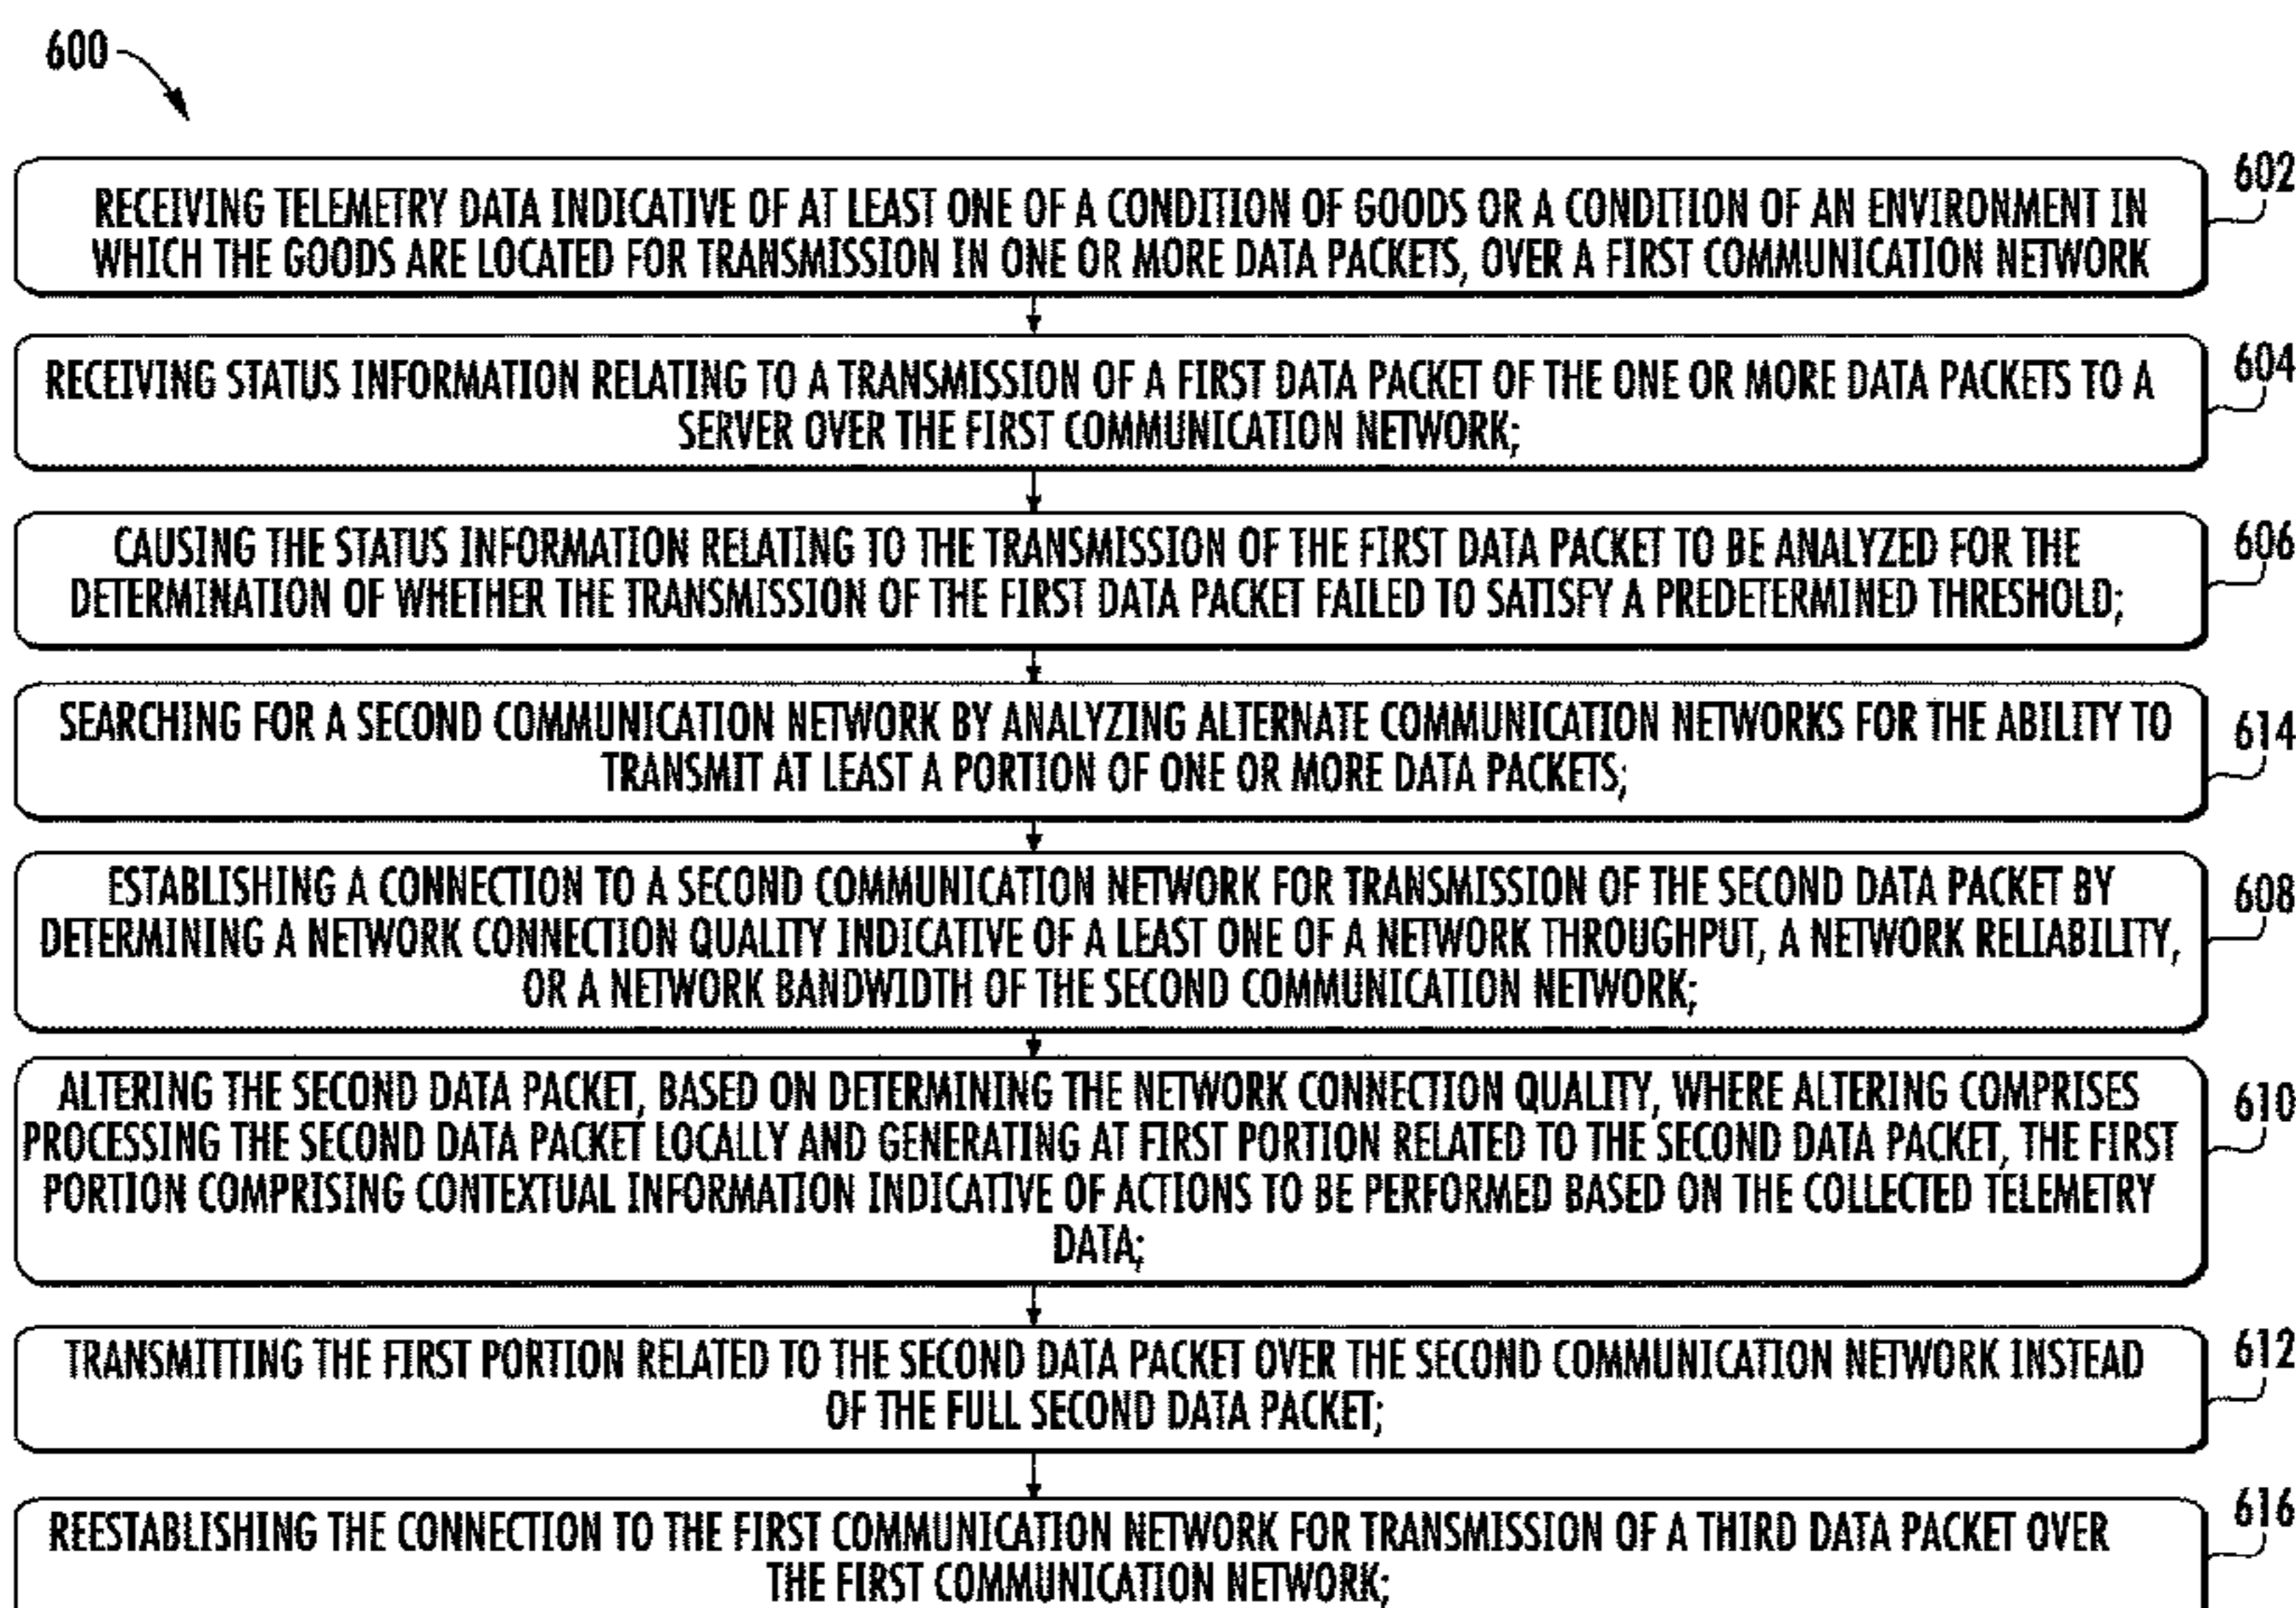 600
RECEIVING TELEMETRY DATA INDICATIVE OF AT LEAST ONE OF A CONDITION OF GOODS OR A CONDITION OF AN ENVIRONMENT IN
WHICH THE GOODS ARE LOCATED FOR TRANSMISSION IN ONE OR MORE DATA PACKETS, OVER A FIRST COMMUNICATION NETWORK
602
RECEIVING STATUS INFORMATION RELATING TO A TRANSMISSION OF A FIRST DATA PACKET OF THE ONE OR MORE DATA PACKETS TO A
SERVER OVER THE FIRST COMMUNICATION NETWORK;
604
CAUSING THE STATUS INFORMATION RELATING TO THE TRANSMISSION OF THE FIRST DATA PACKET TO BE ANALYZED FOR THE
DETERMINATION OF WHETHER THE TRANSMISSION OF THE FIRST DATA PACKET FAILED TO SATISFY A PREDETERMINED THRESHOLD;
606
SEARCHING FOR A SECOND COMMUNICATION NETWORK BY ANALYZING ALTERNATE COMMUNICATION NETWORKS FOR THE ABILITY TO
TRANSMIT AT LEAST A PORTION OF ONE OR MORE DATA PACKETS;
614
ESTABLISHING A CONNECTION TO A SECOND COMMUNICATION NETWORK FOR TRANSMISSION OF THE SECOND DATA PACKET BY
DETERMINING A NETWORK CONNECTION QUALITY INDICATIVE OF A LEAST ONE OF A NETWORK THROUGHPUT, A NETWORK RELIABILITY,
OR A NETWORK BANDWIDTH OF THE SECOND COMMUNICATION NETWORK;
608
ALTERING THE SECOND DATA PACKET, BASED ON DETERMINING THE NETWORK CONNECTION QUALITY, WHERE ALTERING COMPRISES
PROCESSING THE SECOND DATA PACKET LOCALLY AND GENERATING AT FIRST PORTION RELATED TO THE SECOND DATA PACKET, THE FIRST
PORTION COMPRISING CONTEXTUAL INFORMATION INDICATIVE OF ACTIONS TO BE PERFORMED BASED ON THE COLLECTED TELEMETRY
DATA;
610
TRANSMITTING THE FIRST PORTION RELATED TO THE SECOND DATA PACKET OVER THE SECOND COMMUNICATION NETWORK INSTEAD
OF THE FULL SECOND DATA PACKET;
612
REESTABLISHING THE CONNECTION TO THE FIRST COMMUNICATION NETWORK FOR TRANSMISSION OF A THIRD DATA PACKET OVER
THE FIRST COMMUNICATION NETWORK;
616